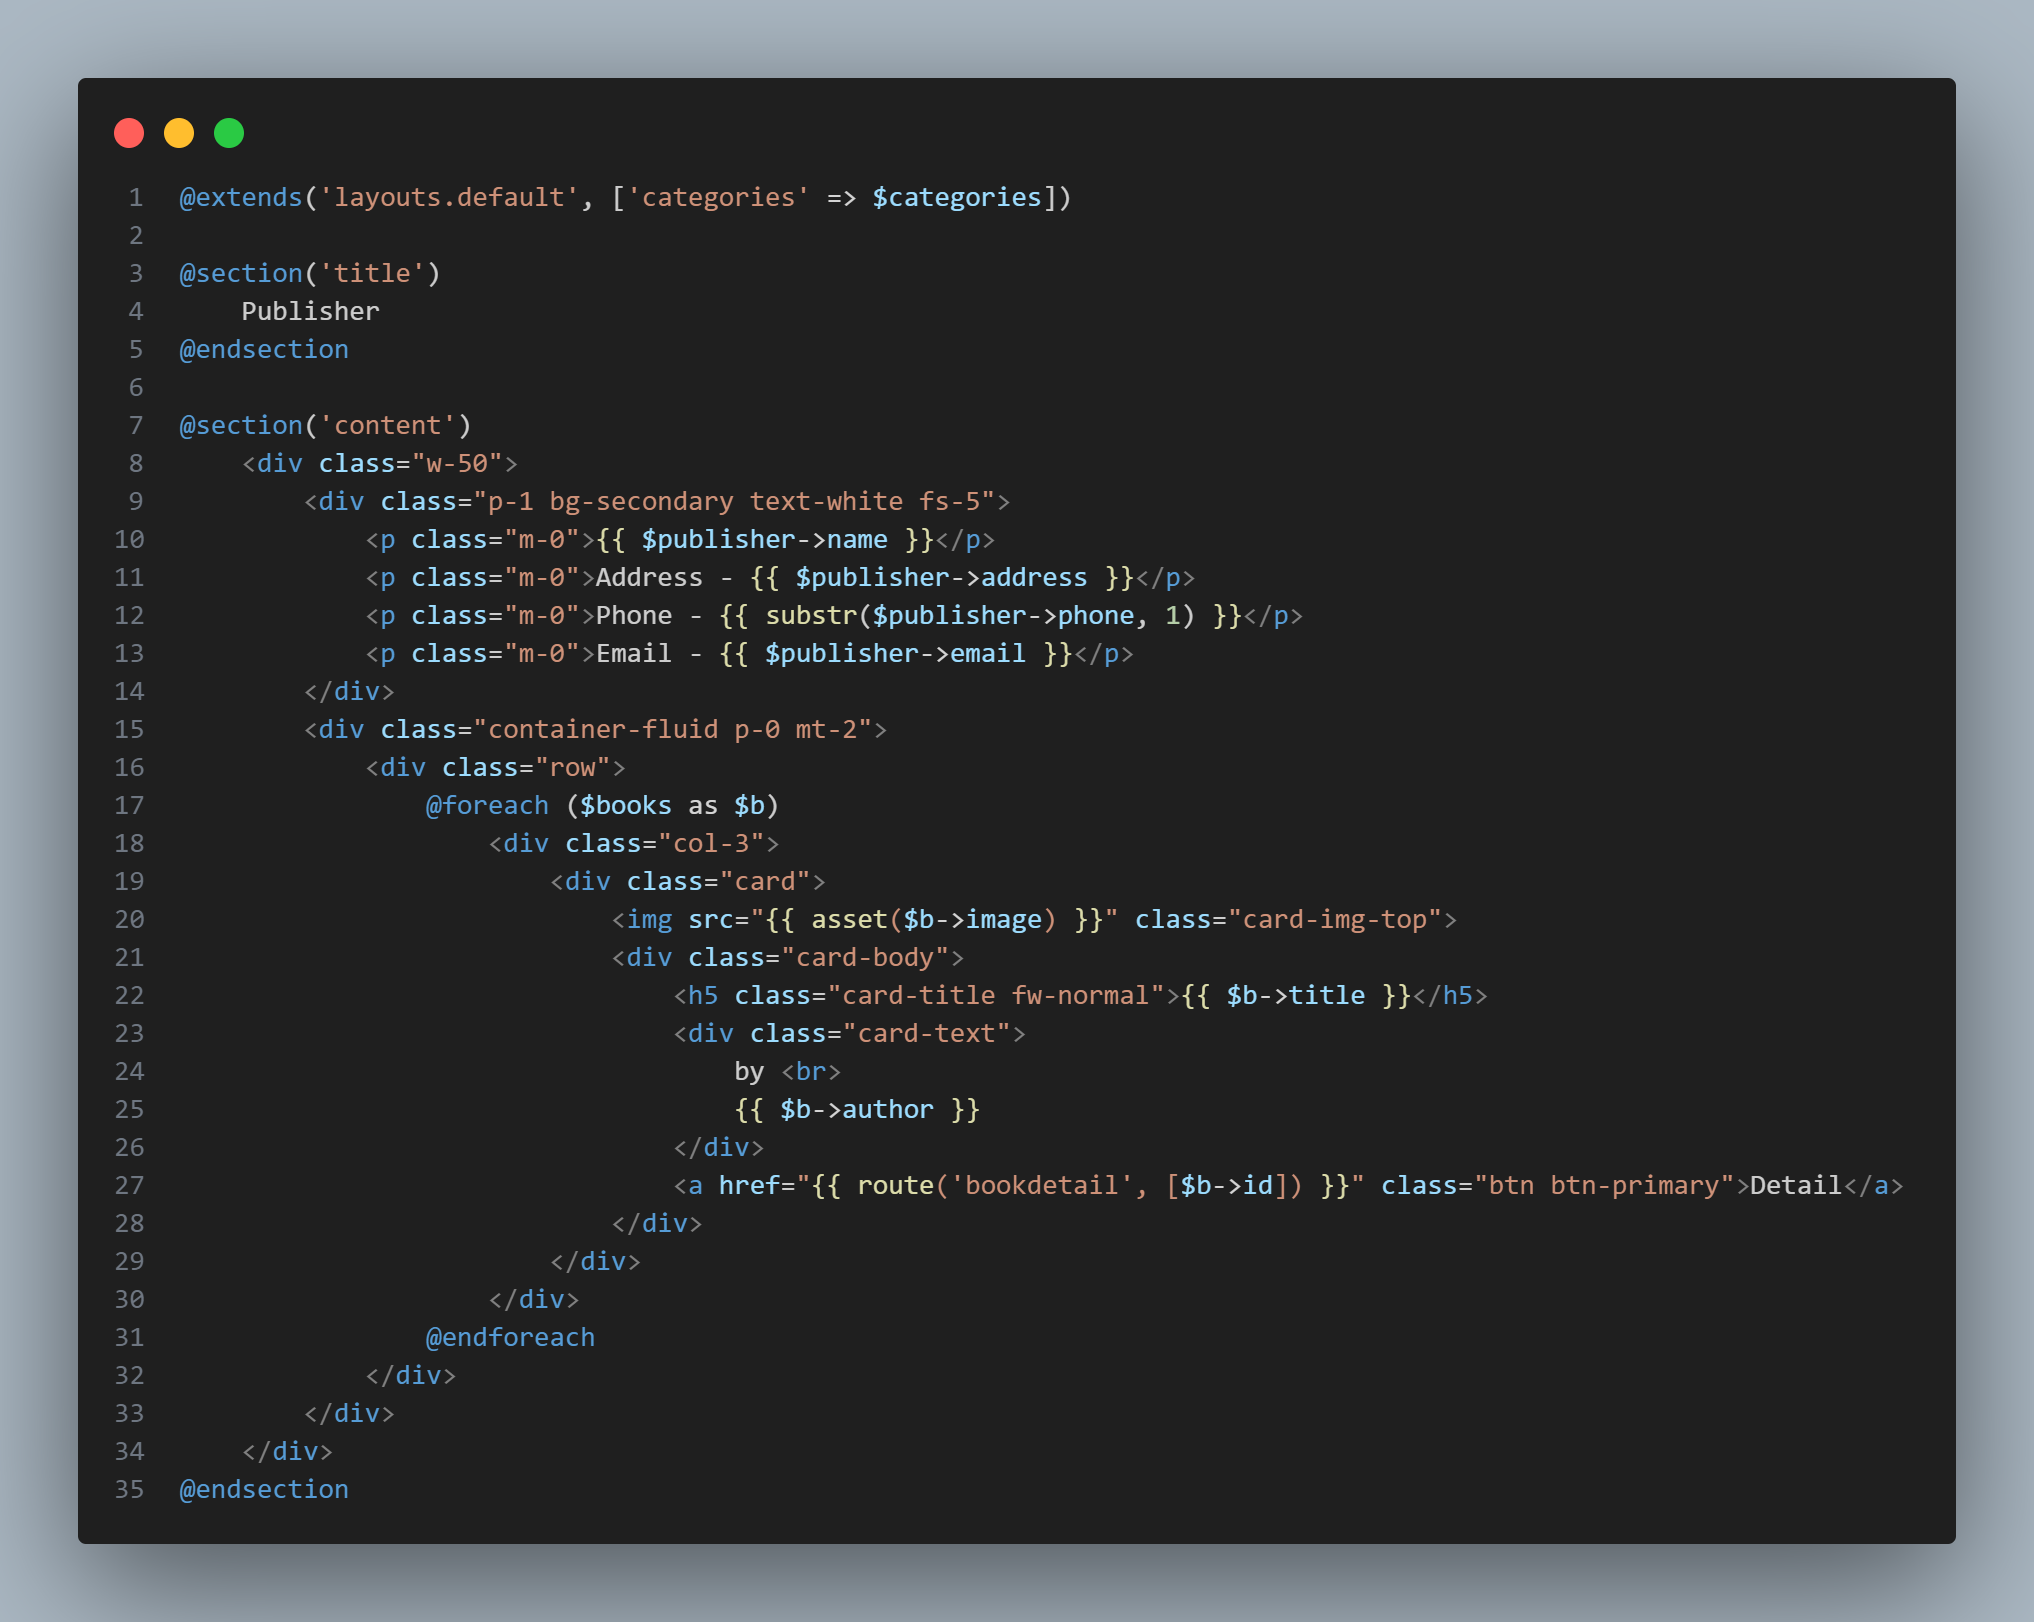 1 @extends('layouts.default', ['categories' => $categories])
2
3 @section('title')
4     Publisher
5 @endsection
6
7 @section('content')
8     <div class="w-50">
9         <div class="p-1 bg-secondary text-white fs-5">
10             <p class="m-0">{{ $publisher->name }}</p>
11             <p class="m-0">Address - {{ $publisher->address }}</p>
12             <p class="m-0">Phone - {{ substr($publisher->phone, 1) }}</p>
13             <p class="m-0">Email - {{ $publisher->email }}</p>
14         </div>
15         <div class="container-fluid p-0 mt-2">
16             <div class="row">
17                 @foreach ($books as $b)
18                     <div class="col-3">
19                         <div class="card">
20                             <img src="{{ asset($b->image) }}" class="card-img-top">
21                             <div class="card-body">
22                                 <h5 class="card-title fw-normal">{{ $b->title }}</h5>
23                                 <div class="card-text">
24                                     by <br>
25                                     {{ $b->author }}
26                                 </div>
27                                 <a href="{{ route('bookdetail', [$b->id]) }}" class="btn btn-primary">Detail</a>
28                             </div>
29                         </div>
30                     </div>
31                 @endforeach
32             </div>
33         </div>
34     </div>
35 @endsection